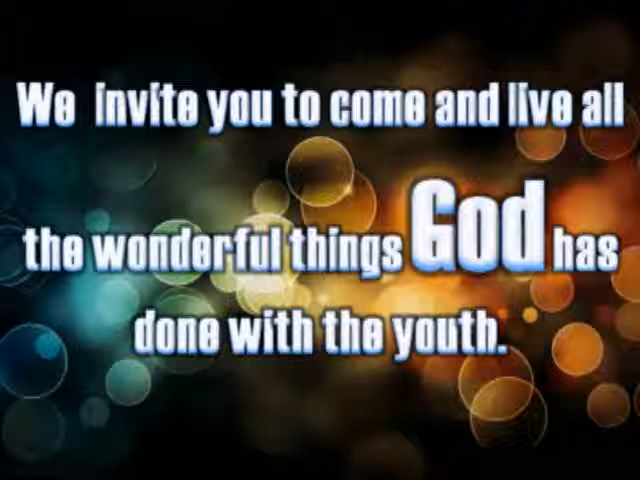 We invite you to come and live all
the wonderful things God has
done with the youth.